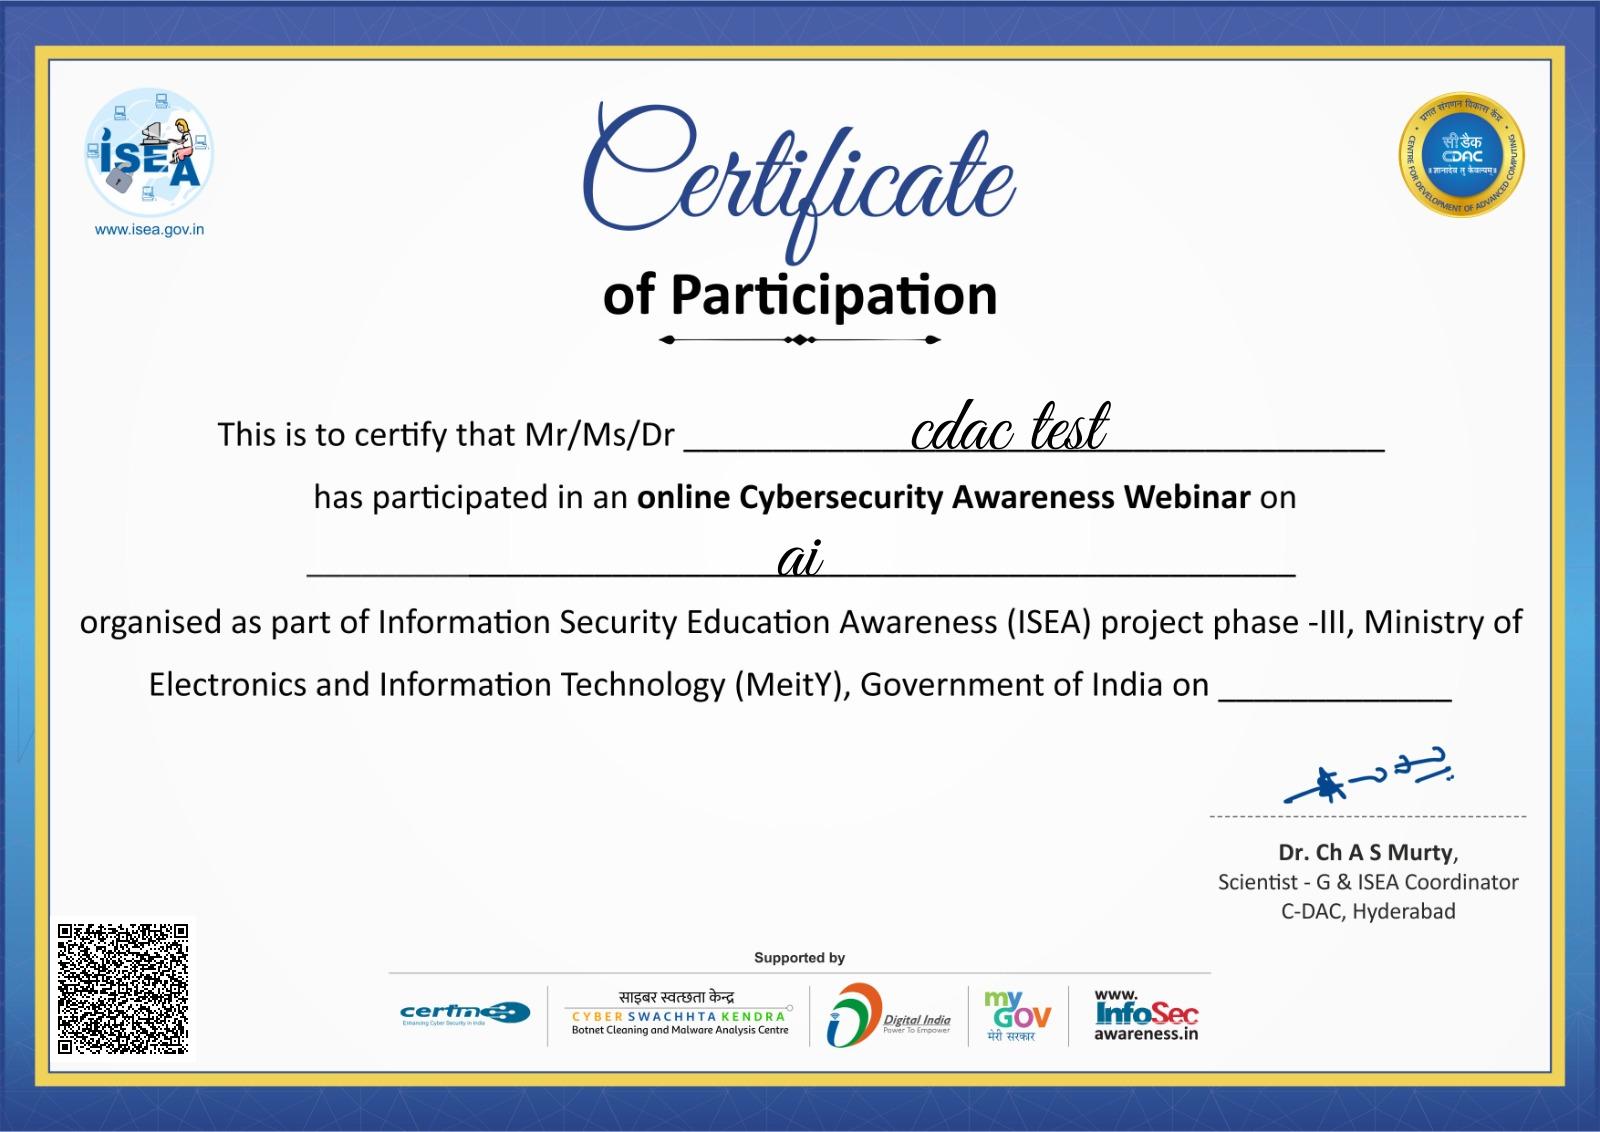 ISEA
www.isea.gov.in
Certificate
of Participation
प्रगत संगणन विकास केंद्र
सी डैक
CDAC
॥ज्ञानादेव तु कैवल्यम्॥
CENTRE FOR DEVELOPMENT OF ADVANCED COMPUTING
This is to certify that Mr/Ms/Dr cdac test
has participated in an online Cybersecurity Awareness Webinar on
ai
organised as part of Information Security Education Awareness (ISEA) project phase -III, Ministry of
Electronics and Information Technology (MeitY), Government of India on
Dr. Ch A S Murty,
Scientist - G & ISEA Coordinator
C-DAC, Hyderabad
Supported by
Enhancing Cyber Security in India
साइबर स्वच्छता केन्द्र
CYBER SWACHHTA KENDRA
Botnet Cleaning and Malware Analysis Centre
Digital India
Power To Empower
my
GOV
मेरी सरकार
www.
InfoSec
awareness.in